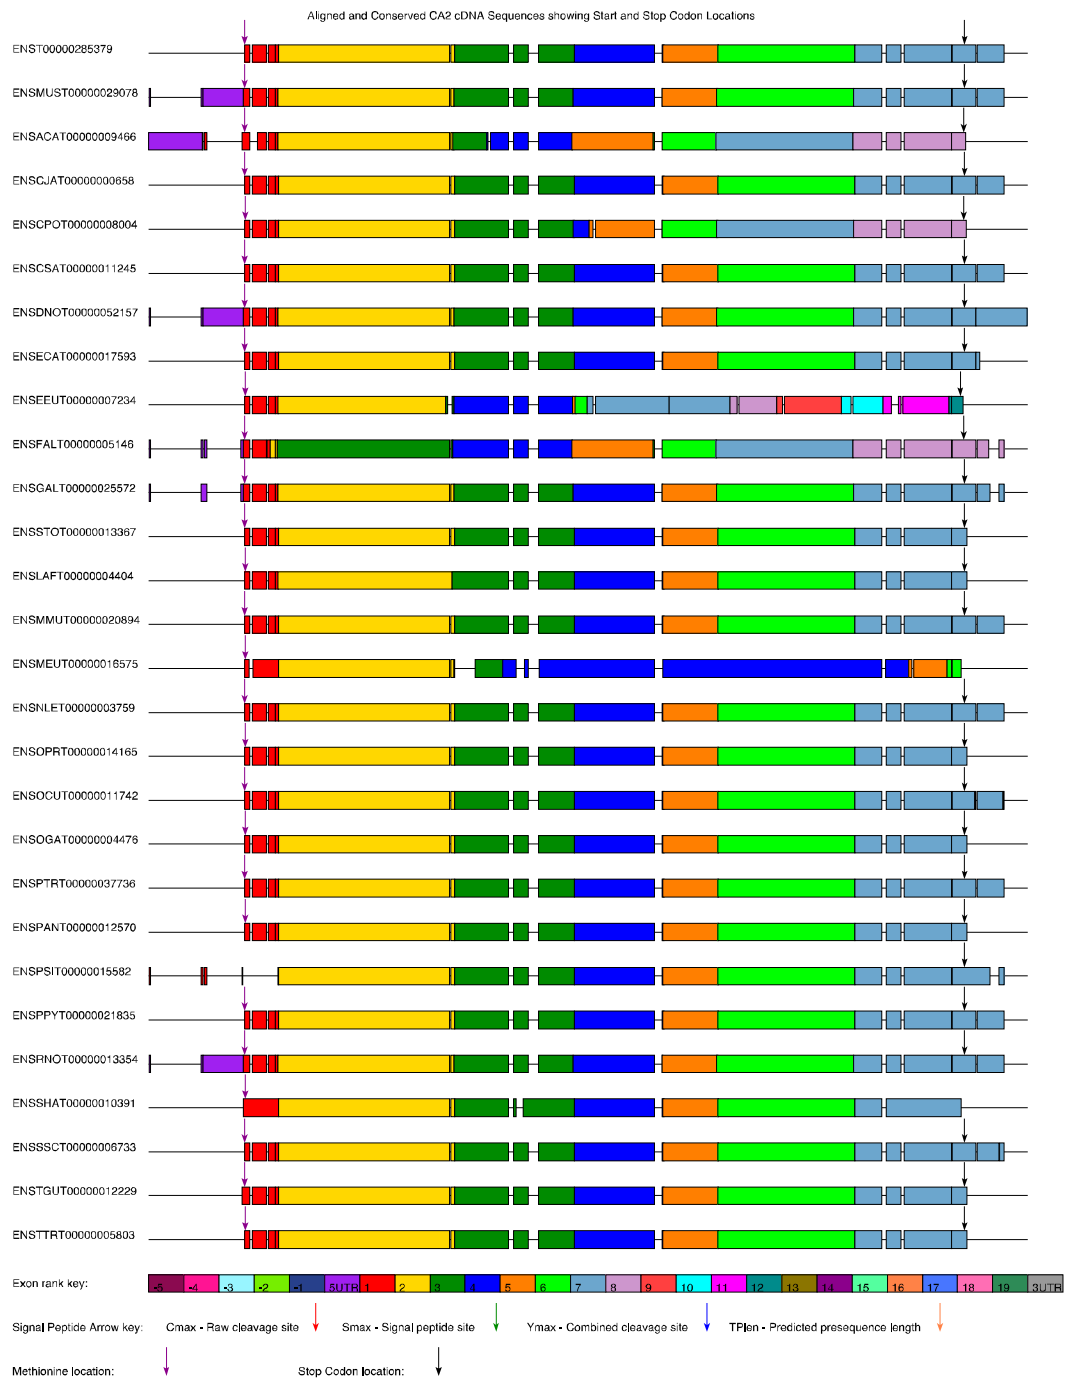 Aligned and Conserved CA2 cDNA Sequences showing Start and Stop Codon Locations
ENST00000285379
ENSMUST00000029078
ENSACAT00000009466
ENSCJAT00000000658
ENSCPOT00000008004
ENSCSAT00000011245
ENSDNOT00000052157
ENSECAT00000017593
ENSEEUT00000007234
ENSFALT00000005146
ENSGALT00000025572
ENSSTOT00000013367
ENSLAFT00000004404
ENSMMUT00000020894
ENSMEUT00000016575
ENSNLET00000003759
ENSOPRT00000014165
ENSOCUT00000011742
ENSOGAT00000004476
ENSPTRT00000037736
ENSPANT00000012570
ENSPSIT00000015582
ENSPPYT00000021835
ENSRNOT00000013354
ENSSHAT00000010391
ENSSSCT00000006733
ENSTGUT00000012229
ENSTTRT00000005803
Exon rank key: -5 -4 -3 -2 -1 5UTR 1 2 3 4 5 6 7 8 9 10 11 12 13 14 15 16 17 18 19 3UTR
Signal Peptide Arrow key: Cmax - Raw cleavage site Smax - Signal peptide site Ymax - Combined cleavage site TPlen - Predicted presequence length
Methionine location: Stop Codon location: